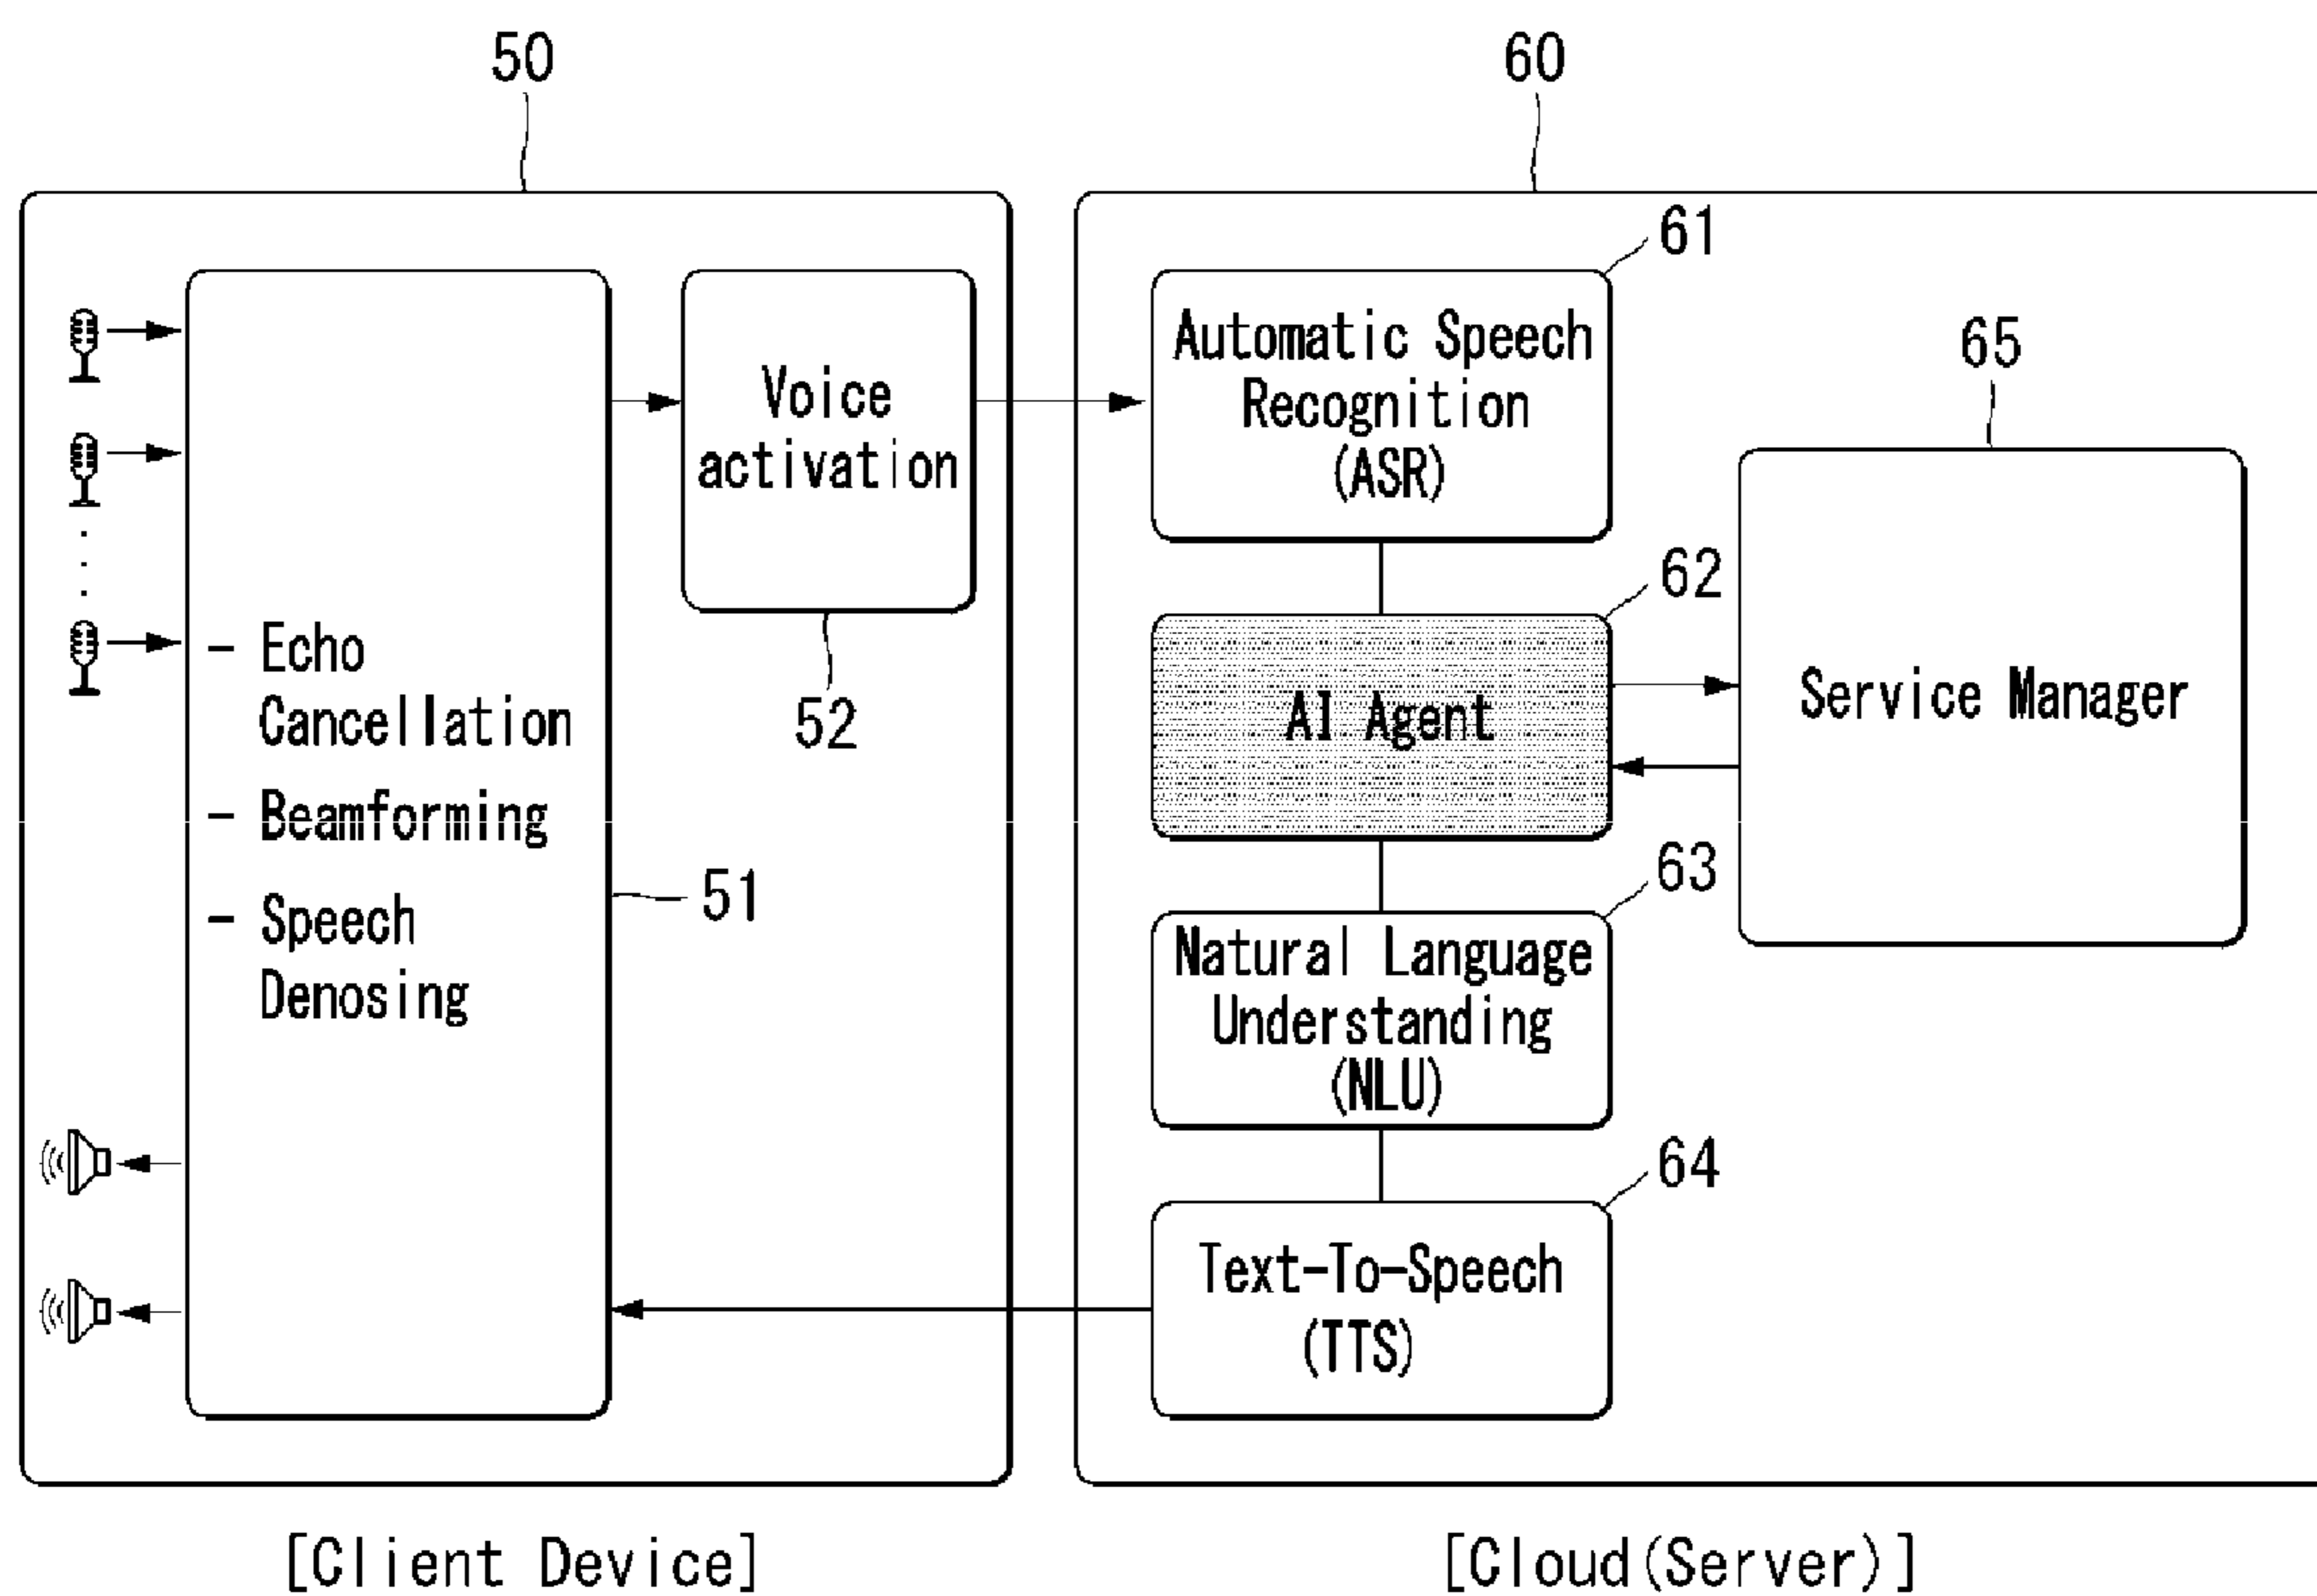 50
60
61
Automatic Speech
Recognition
(ASR)
65
Voice
activation
52
62
AI Agent
Service Manager
- Echo
Cancellation
- Beamforming
- Speech
Denosing
51
63
Natural Language
Understanding
(NLU)
64
Text-To-Speech
(TTS)
[Client Device]
[Cloud(Server)]